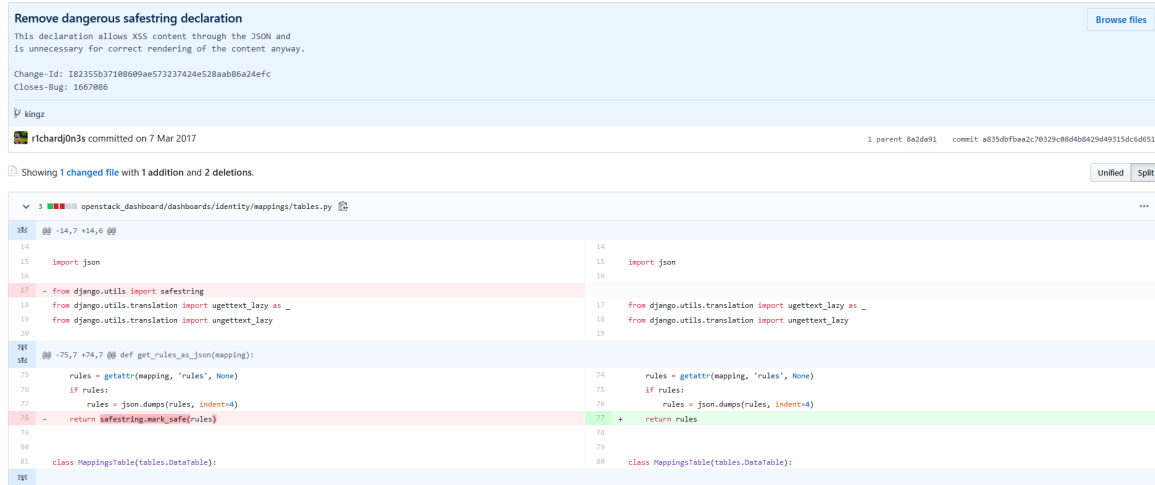 Remove dangerous safestring declaration
Browse files
This declaration allows XSS content through the JSON and
is unnecessary for correct rendering of the content anyway.
Change-Id: I82355b37108609ae573237424e528aab86a24efc
Closes-Bug: 1667086
kingz
r1chardj0n3s committed on 7 Mar 2017
1 parent 8a2da91 commit a835dbfbaa2c70329c08d4b8429d49315dc6d651
Showing 1 changed file with 1 addition and 2 deletions.
Unified Split
3 openstack_dashboard/dashboards/identity/mappings/tables.py
@@ -14,7 +14,6 @@
14 14
15 import json 15 import json
16 16
17 - from django.utils import safestring
18 from django.utils.translation import ugettext_lazy as _ 17 from django.utils.translation import ugettext_lazy as _
19 from django.utils.translation import ungettext_lazy 18 from django.utils.translation import ungettext_lazy
20 19
@@ -75,7 +74,7 @@ def get_rules_as_json(mapping):
75 rules = getattr(mapping, 'rules', None) 74 rules = getattr(mapping, 'rules', None)
76 if rules: 75 if rules:
77 rules = json.dumps(rules, indent=4) 76 rules = json.dumps(rules, indent=4)
78 - return safestring.mark_safe(rules) 77 + return rules
79 78
80 79
81 class MappingsTable(tables.DataTable): 80 class MappingsTable(tables.DataTable):